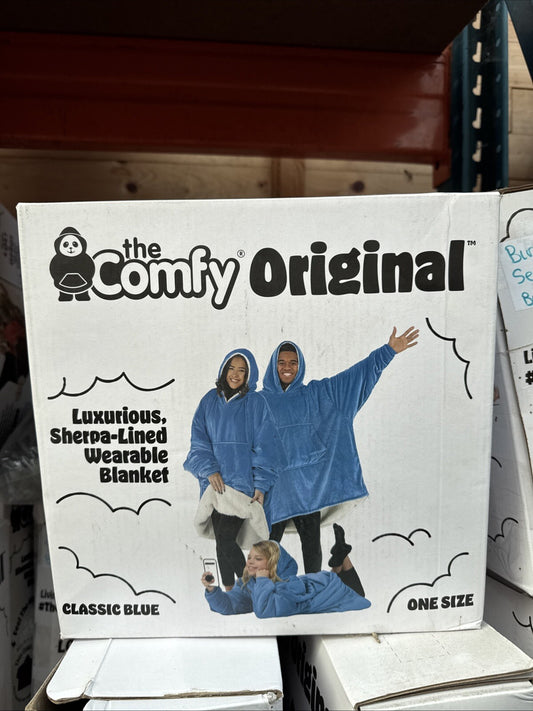 the
Comfy® Original™
Luxurious,
Sherpa-Lined
Wearable
Blanket
CLASSIC BLUE
ONE SIZE